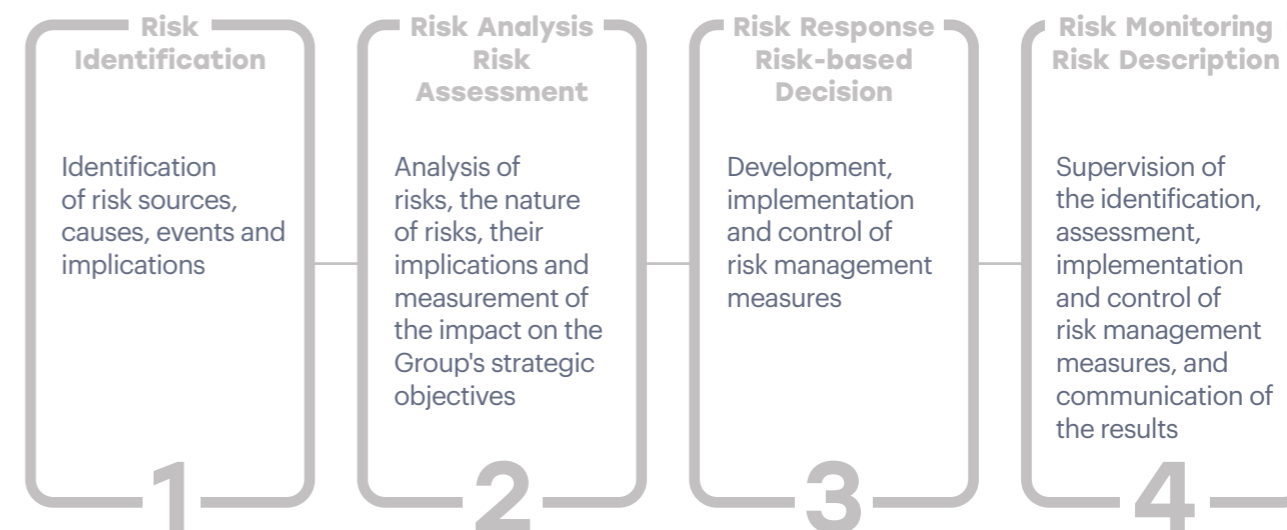 Risk
Identification
Identification
of risk sources,
causes, events and
implications
1
Risk Analysis
Risk
Assessment
Analysis of
risks, the nature
of risks, their
implications and
measurement of
the impact on the
Group's strategic
objectives
2
Risk Response
Risk-based
Decision
Development,
implementation
and control of
risk management
measures
3
Risk Monitoring
Risk Description
Supervision of
the identification,
assessment,
implementation
and control of
risk management
measures, and
communication of
the results
4